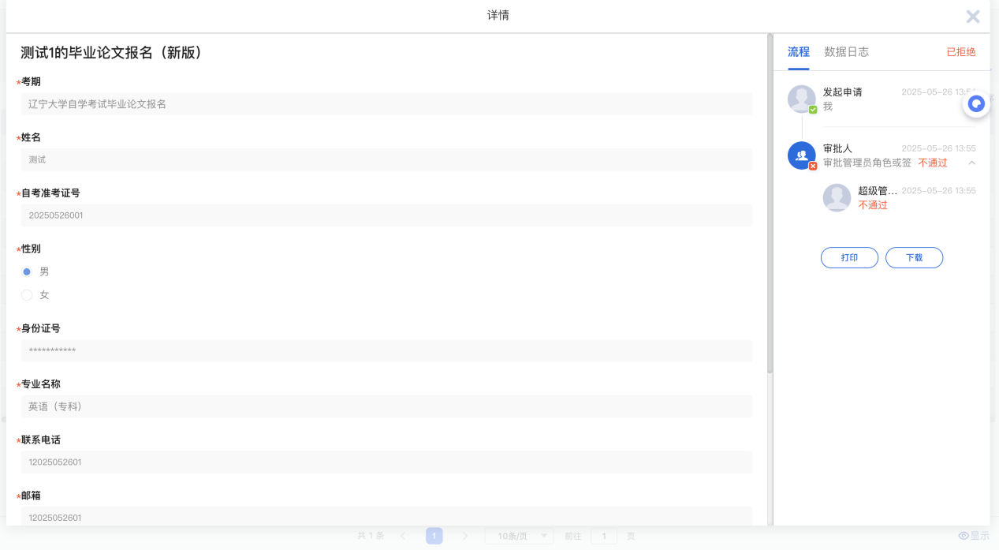 详情
测试1的毕业论文报名（新版）
*考期
辽宁大学自学考试毕业论文报名
*姓名
测试
*自考准考证号
20250526001
*性别
男
女
*身份证号
***********
*专业名称
英语（专科）
*联系电话
12025052601
*邮箱
12025052601
流程
数据日志
已拒绝
发起申请
2025-05-26 13:54
我
审批人
2025-05-26 13:55
审批管理员角色或签 不通过
超级管...
2025-05-26 13:55
不通过
打印
下载
共 1 条
1
10条/页
前往
1
页
显示